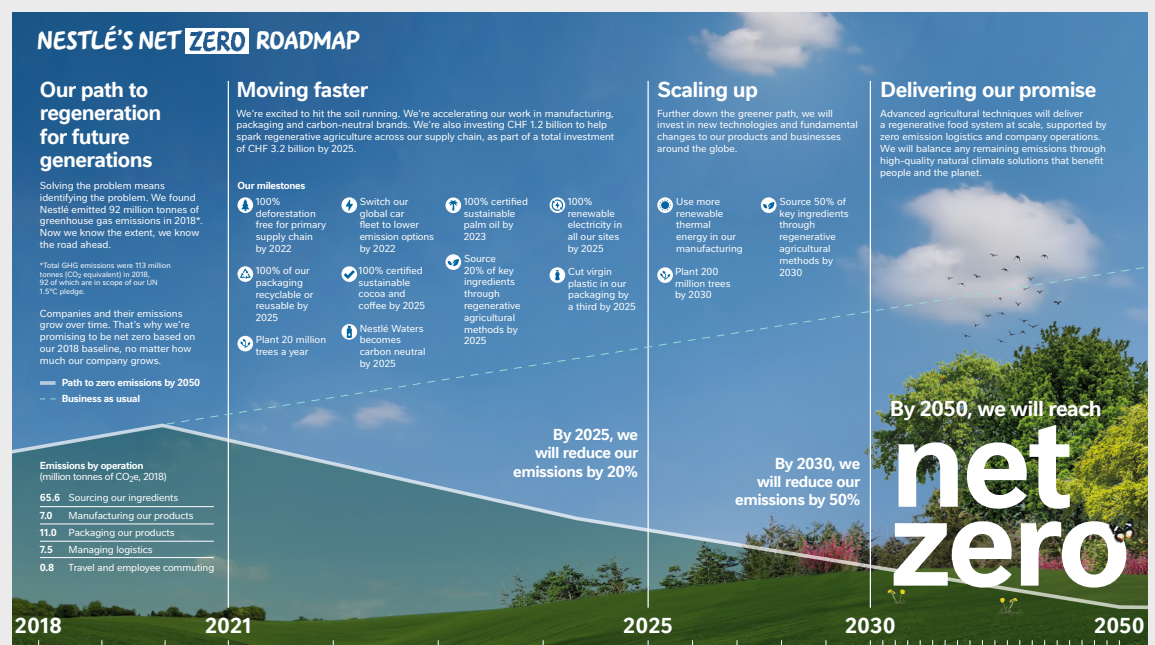 NESTLÉ'S NET ZERO ROADMAP
Our path to
regeneration
for future
generations
Solving the problem means
identifying the problem. We found
Nestlé emitted 92 million tonnes of
greenhouse gas emissions in 2018*.
Now we know the extent, we know
the road ahead.
*Total GHG emissions were 113 million
tonnes (CO₂ equivalent) in 2018,
92 of which are in scope of our UN
1.5°C pledge.
Companies and their emissions
grow over time. That's why we're
promising to be net zero based on
our 2018 baseline, no matter how
much our company grows.
Path to zero emissions by 2050
Business as usual
Emissions by operation
(million tonnes of CO₂e, 2018)
65.6 Sourcing our ingredients
7.0 Manufacturing our products
11.0 Packaging our products
7.5 Managing logistics
0.8 Travel and employee commuting
Moving faster
We're excited to hit the soil running. We're accelerating our work in manufacturing,
packaging and carbon-neutral brands. We're also investing CHF 1.2 billion to help
spark regenerative agriculture across our supply chain, as part of a total investment
of CHF 3.2 billion by 2025.
Our milestones
100%
deforestation
free for primary
supply chain
by 2022
100% of our
packaging
recyclable or
reusable by
2025
Plant 20 million
trees a year
Switch our
global car
fleet to lower
emission options
by 2022
100% certified
sustainable
cocoa and
coffee by 2025
Nestlé Waters
becomes
carbon neutral
by 2025
100% certified
sustainable
palm oil by
2023
Source
20% of key
ingredients
through
regenerative
agricultural
methods by
2025
100%
renewable
electricity in
all our sites
by 2025
Cut virgin
plastic in our
packaging by
a third by 2025
By 2025, we
will reduce our
emissions by 20%
Scaling up
Further down the greener path, we will
invest in new technologies and fundamental
changes to our products and businesses
around the globe.
Use more
renewable
thermal
energy in our
manufacturing
Plant 200
million trees
by 2030
Source 50% of
key ingredients
through
regenerative
agricultural
methods by
2030
By 2030, we
will reduce our
emissions by 50%
Delivering our promise
Advanced agricultural techniques will deliver
a regenerative food system at scale, supported by
zero emission logistics and company operations.
We will balance any remaining emissions through
high-quality natural climate solutions that benefit
people and the planet.
By 2050, we will reach
net
zero
2018
2021
2025
2030
2050